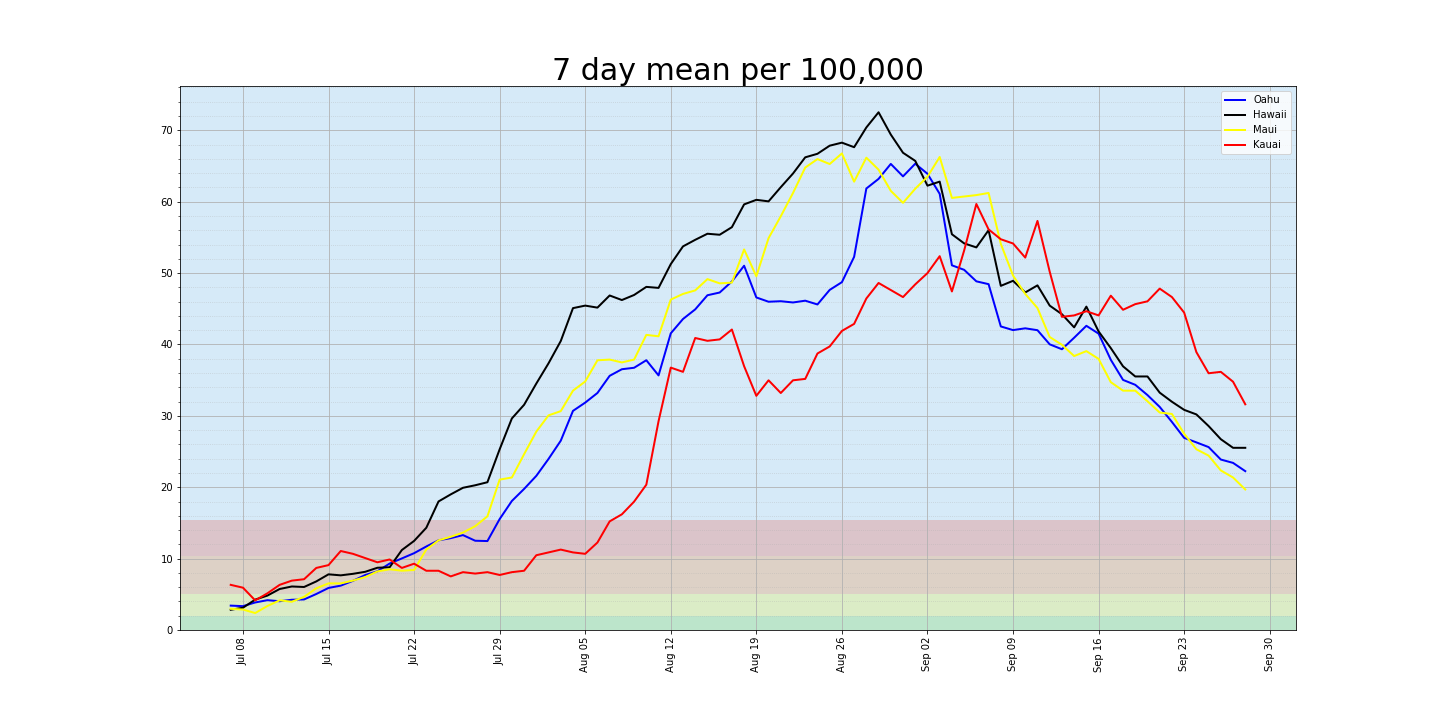 7 day mean per 100,000
Oahu
Hawaii
Maui
Kauai
70
60
50
40
30
20
10
0
Jul 08
Jul 15
Jul 22
Jul 29
Aug 05
Aug 12
Aug 19
Aug 26
Sep 02
Sep 09
Sep 16
Sep 23
Sep 30